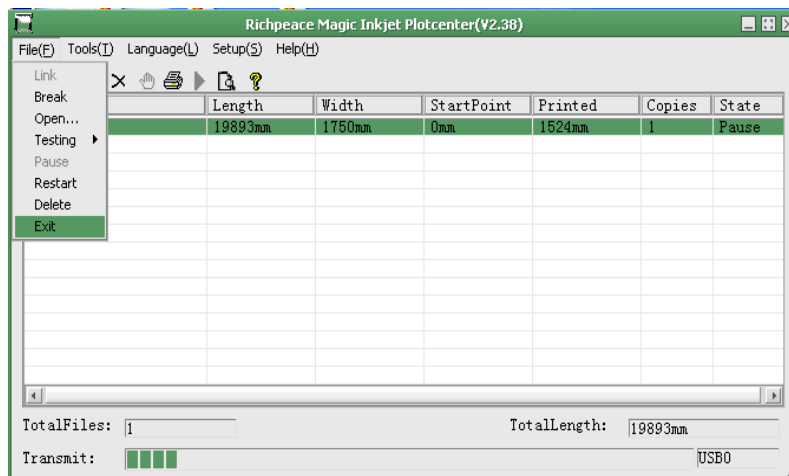 Richpeace Magic Inkjet Plotcenter(V2.38)
File(F) Tools(T) Language(L) Setup(S) Help(H)
Link
Break
Open...
Testing
Pause
Restart
Delete
Exit
Length Width StartPoint Printed Copies State
19893mm 1750mm 0mm 1524mm 1 Pause
TotalFiles: 1 TotalLength: 19893mm
Transmit: USB0